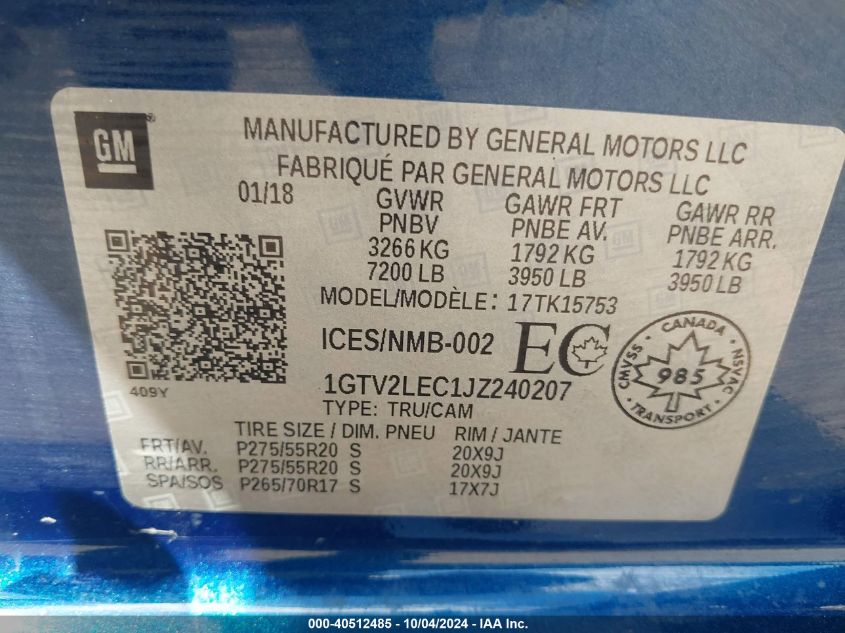 GM
MANUFACTURED BY GENERAL MOTORS LLC
FABRIQUÉ PAR GENERAL MOTORS LLC
01/18 GVWR GAWR FRT GAWR RR
PNBV PNBE AV. PNBE ARR.
3266 KG 1792 KG 1792 KG
7200 LB 3950 LB 3950 LB
MODEL/MODÈLE: 17TK15753
ICES/NMB-002 EC
CANADA
CMVSS 985 NSVAC
TRANSPORT
409Y
1GTV2LEC1JZ240207
TYPE: TRU/CAM
TIRE SIZE / DIM. PNEU RIM / JANTE
FRT/AV. P275/55R20 S 20X9J
RR/ARR. P275/55R20 S 20X9J
SPA/SOS P265/70R17 S 17X7J
000-40512485 - 10/04/2024 - IAA Inc.